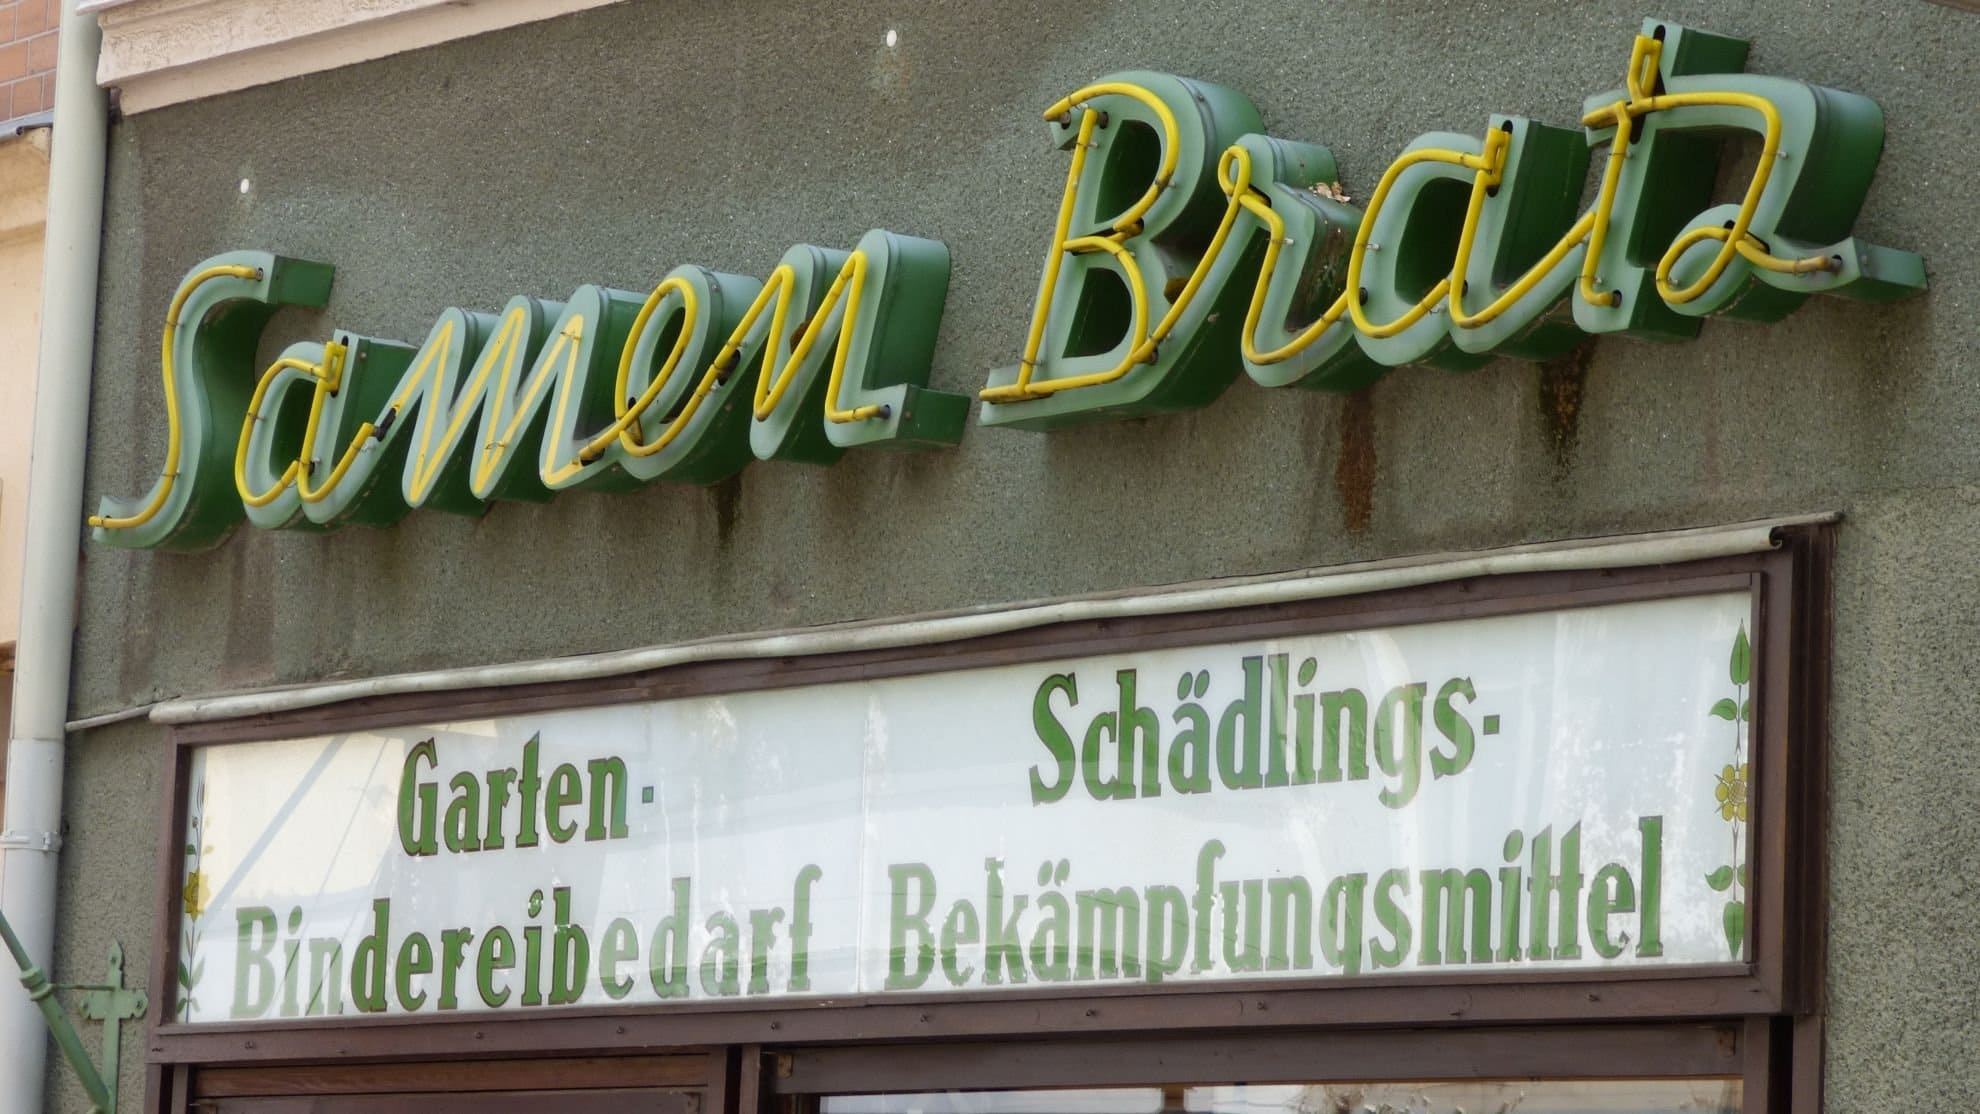 Samen Bratz
Garten-
Bindereibedarf
Schädlings-
Bekämpfungsmittel